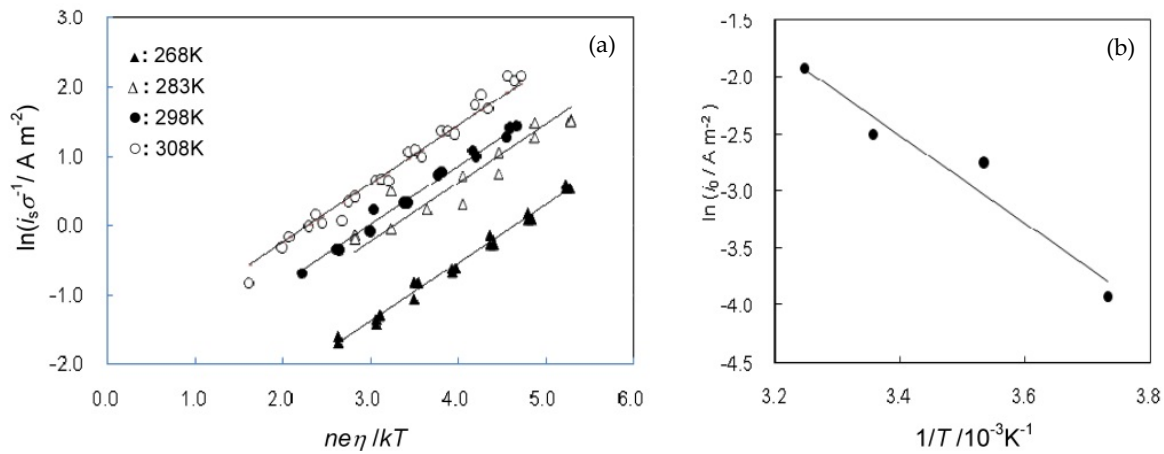 3.0
2.0
1.0
0.0
−1.0
−2.0
ln(iₛσ⁻¹/ A m⁻²)
(a)
▲: 268K
△: 283K
●: 298K
○: 308K
0.0 1.0 2.0 3.0 4.0 5.0 6.0
neη /kT
-1.5
-2.0
-2.5
-3.0
-3.5
-4.0
-4.5
ln (i₀ / A m⁻²)
(b)
3.2 3.4 3.6 3.8
1/T /10⁻³K⁻¹